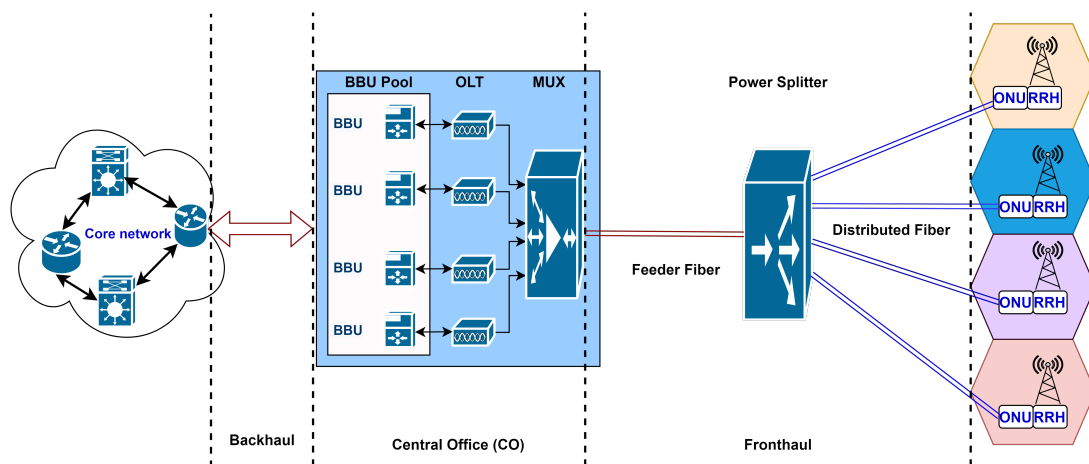 BBU Pool
OLT
MUX
Power Splitter
BBU
BBU
BBU
BBU
Core network
Feeder Fiber
Distributed Fiber
ONU RRH
ONU RRH
ONU RRH
ONU RRH
Backhaul
Central Office (CO)
Fronthaul